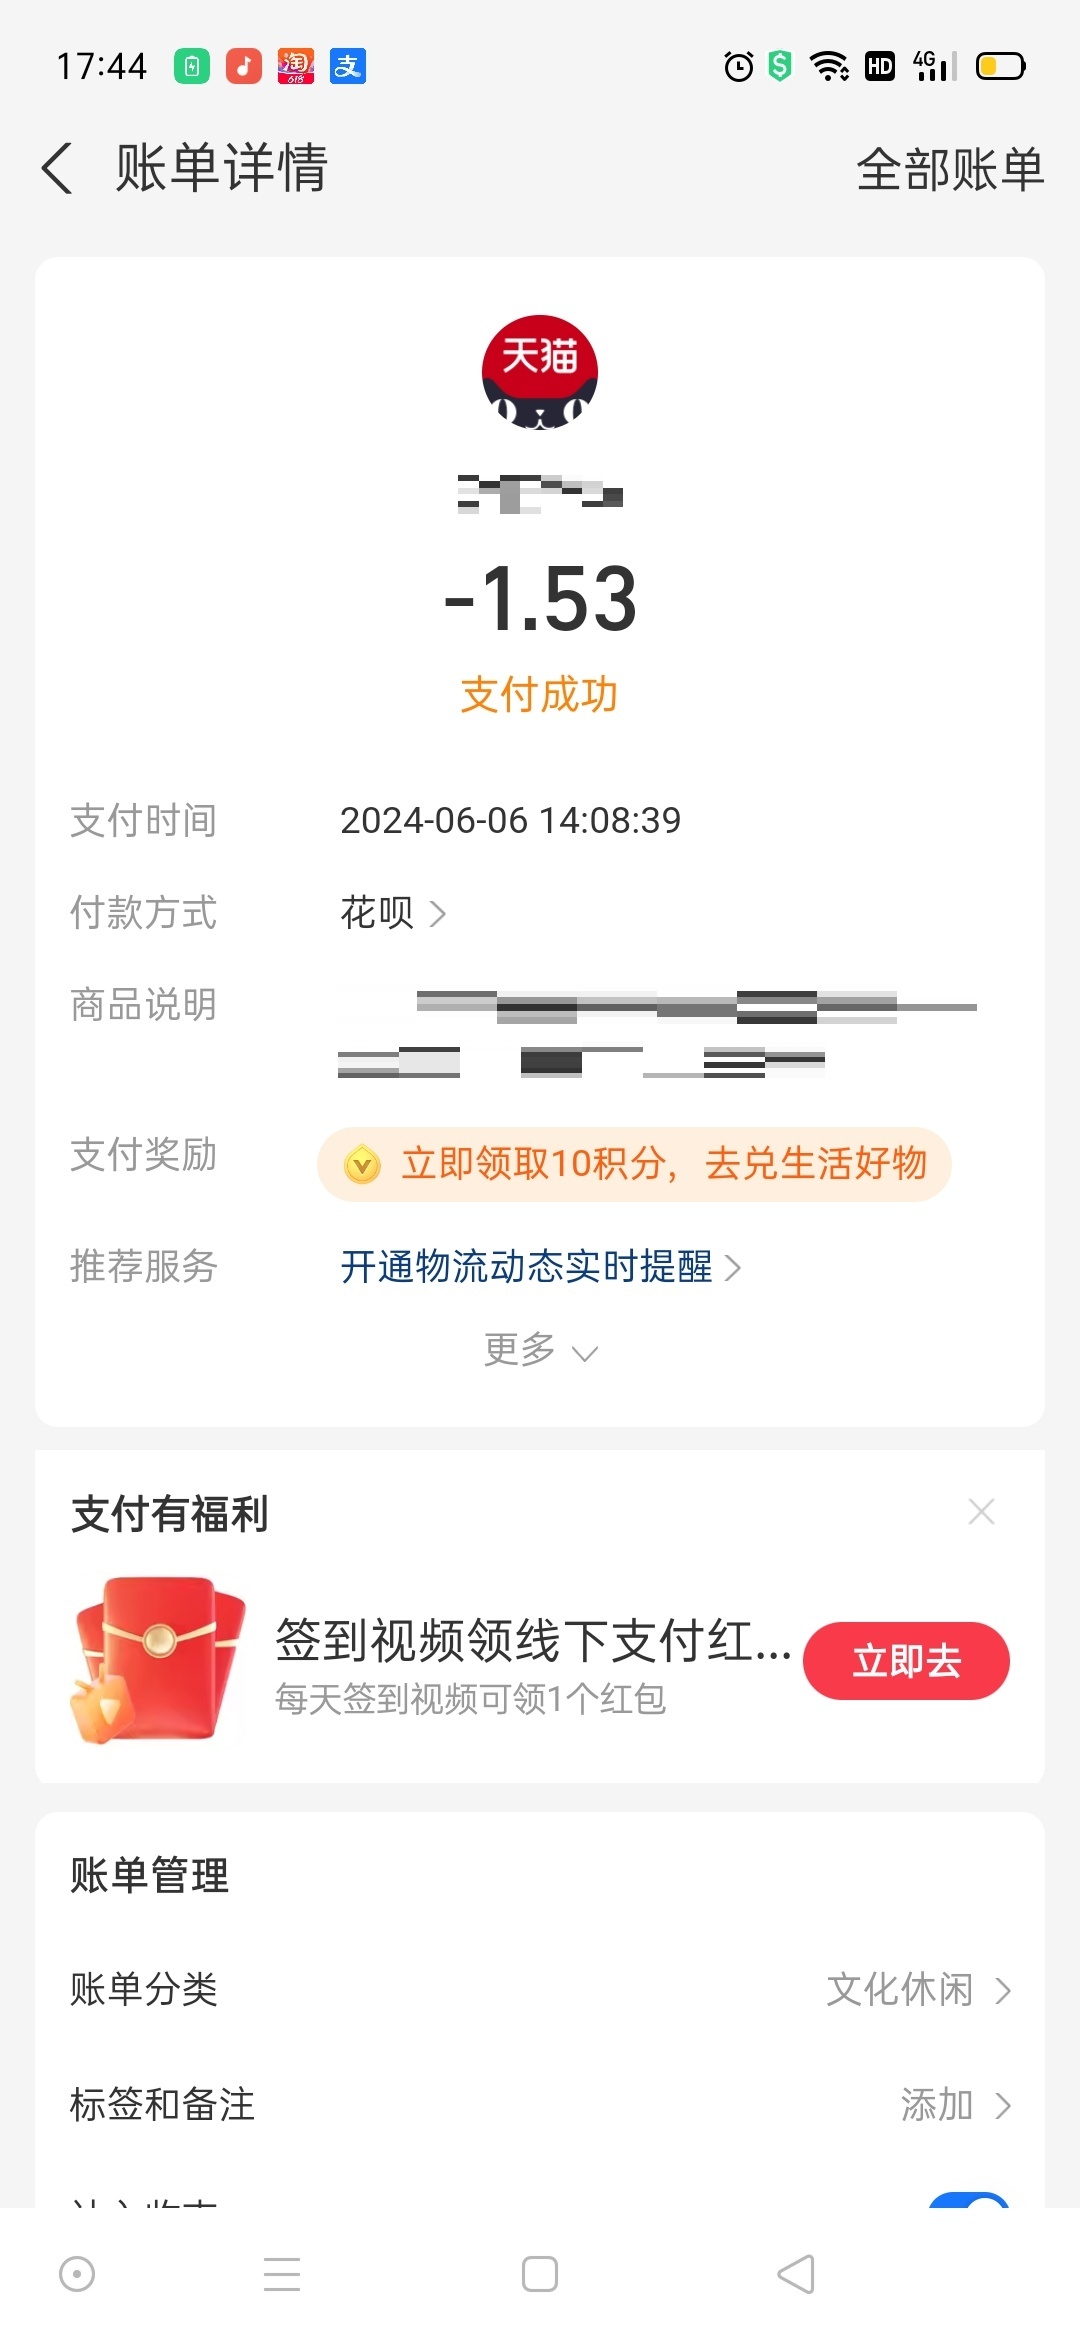 17:44
淘
618
支
HD
4G
账单详情
全部账单
天猫
-1.53
支付成功
支付时间
2024-06-06 14:08:39
付款方式
花呗
商品说明
支付奖励
立即领取10积分，去兑生活好物
推荐服务
开通物流动态实时提醒
更多
支付有福利
签到视频领线下支付红...
立即去
每天签到视频可领1个红包
账单管理
账单分类
文化休闲
标签和备注
添加